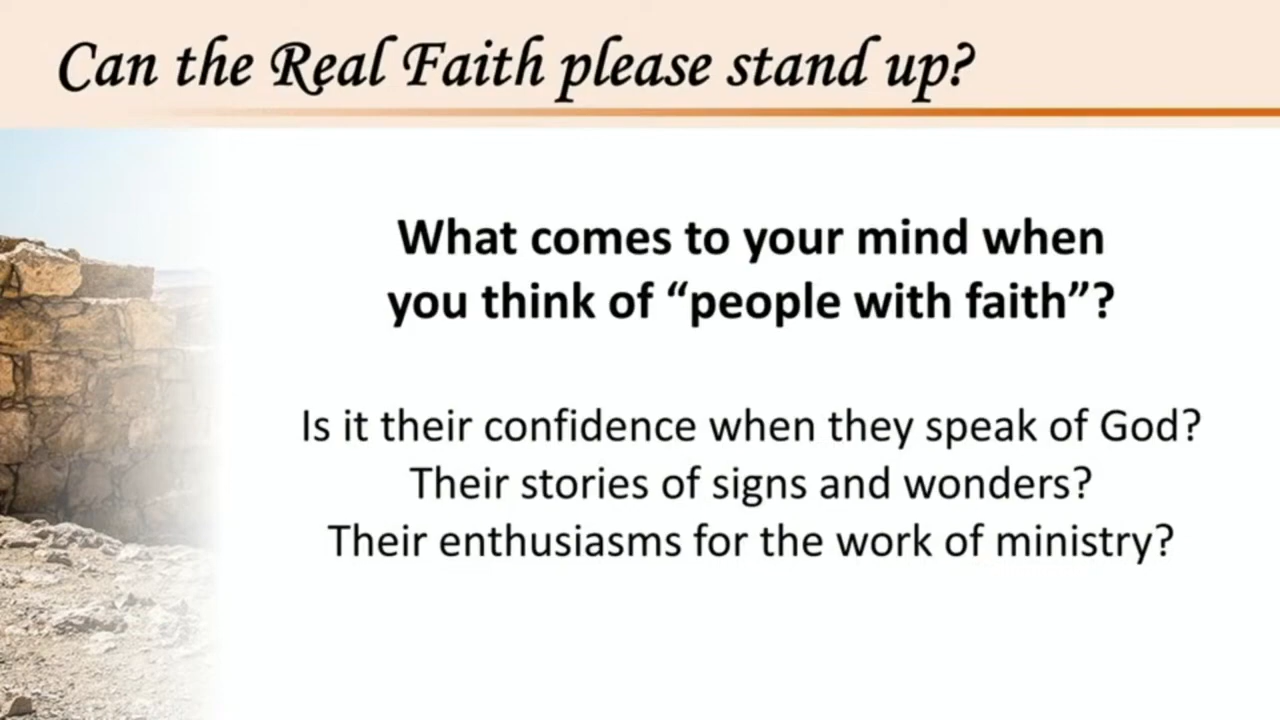 Can the Real Faith please stand up?
What comes to your mind when
you think of “people with faith”?
Is it their confidence when they speak of God?
Their stories of signs and wonders?
Their enthusiasms for the work of ministry?